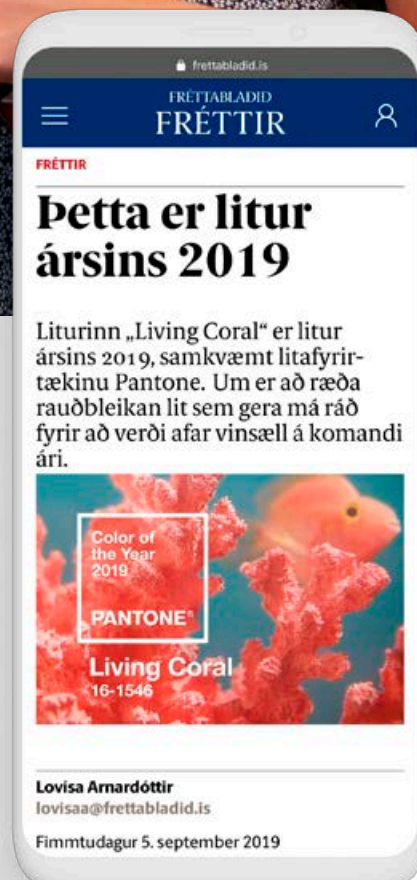 frettabladid.is
FRÉTTABLADID
FRÉTTIR
FRÉTTIR
Þetta er litur
ársins 2019
Liturinn „Living Coral“ er litur
ársins 2019, samkvæmt litafyrir-
tækinu Pantone. Um er að ræða
rauðbleikan lit sem gera má ráð
fyrir að verði afar vinsæll á komandi
ári.
Color of
the Year
2019
PANTONE®
Living Coral
16-1546
Lovísa Arnardóttir
lovisaa@frettabladid.is
Fimmtudagur 5. september 2019